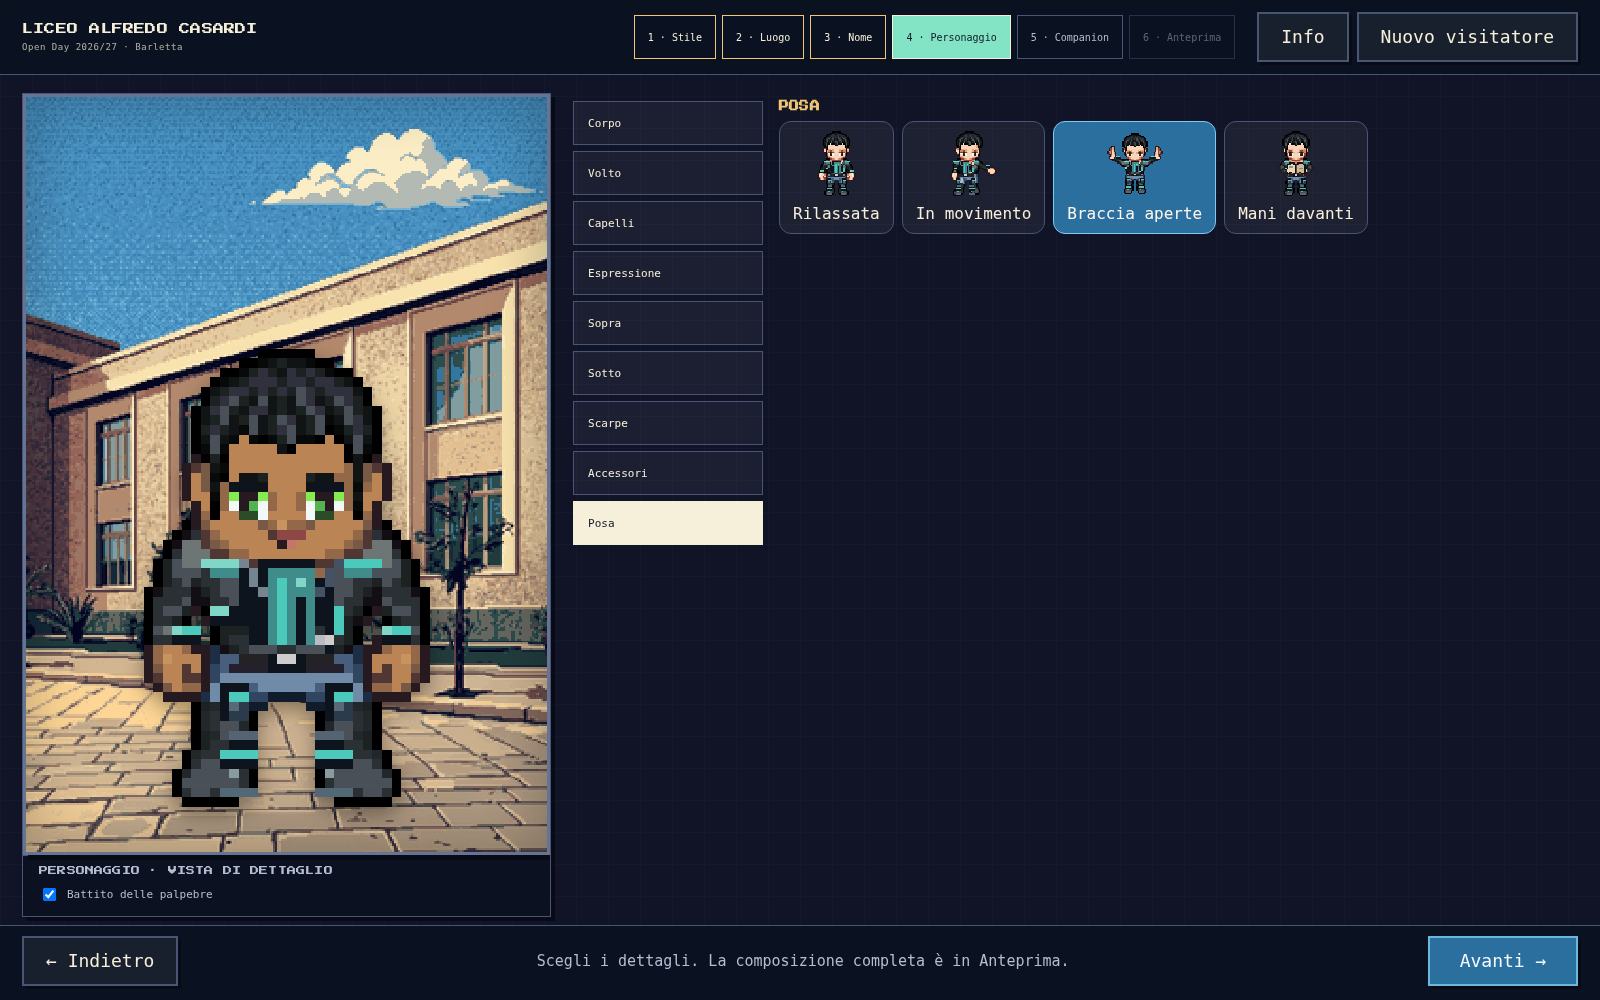 LICEO ALFREDO CASARDI
Open Day 2026/27 · Barletta
1 · Stile
2 · Luogo
3 · Nome
4 · Personaggio
5 · Companion
6 · Anteprima
Info
Nuovo visitatore
Corpo
Volto
Capelli
Espressione
Sopra
Sotto
Scarpe
Accessori
Posa
POSA
Rilassata
In movimento
Braccia aperte
Mani davanti
PERSONAGGIO · VISTA DI DETTAGLIO
Battito delle palpebre
← Indietro
Scegli i dettagli. La composizione completa è in Anteprima.
Avanti →